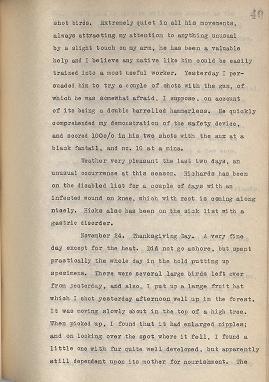 40
shot birds. Extremely quiet in all his movements,
always attracting my attention to anything unusual
by a slight touch on my arm, he has been a valuable
help and I believe any native like him could be easily
trained into a most useful worker. Yesterday I per-
suaded him to try a couple of shots with the gun, of
which he was somewhat afraid, I suppose, on account
of its being a double barrelled hammerless. He quickly
comprehended my demonstration of the safety device,
and scored 100o/o in his two shots with the aux at a
black fantail, and no. 10 at a mina.
Weather very pleasant the last two days, an
unusual occurrence at this season. Richards has been
on the disabled list for a couple of days with an
infected wound on knee, which with rest is coming along
nicely. Hicks also has been on the sick list with a
gastric disorder.
November 24. Thanksgiving Day. A very fine
day except for the heat. Did not go ashore, but spent
practically the whole day in the hold putting up
specimens. There were several large birds left over
from yesterday, and also, I put up a large fruit bat
which I shot yesterday afternoon well up in the forest.
It was moving slowly about in the top of a high tree.
When picked up, I found that it had enlarged nipples;
and on looking over the spot where it fell, I found a
little one with fur quite well developed, but apparently
still dependent upon its mother for nourishment. The